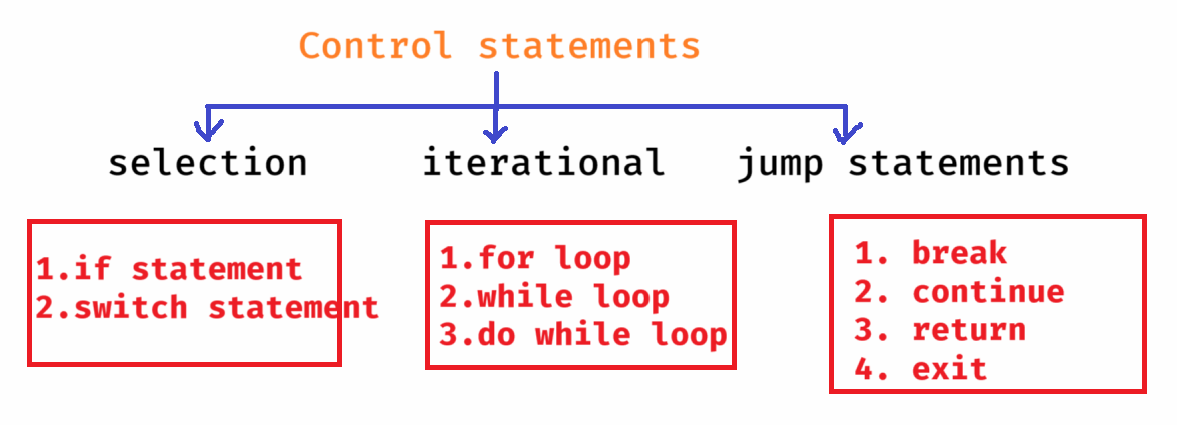 Control statements
selection
iterational
jump statements
1.if statement
2.switch statement
1.for loop
2.while loop
3.do while loop
1. break
2. continue
3. return
4. exit